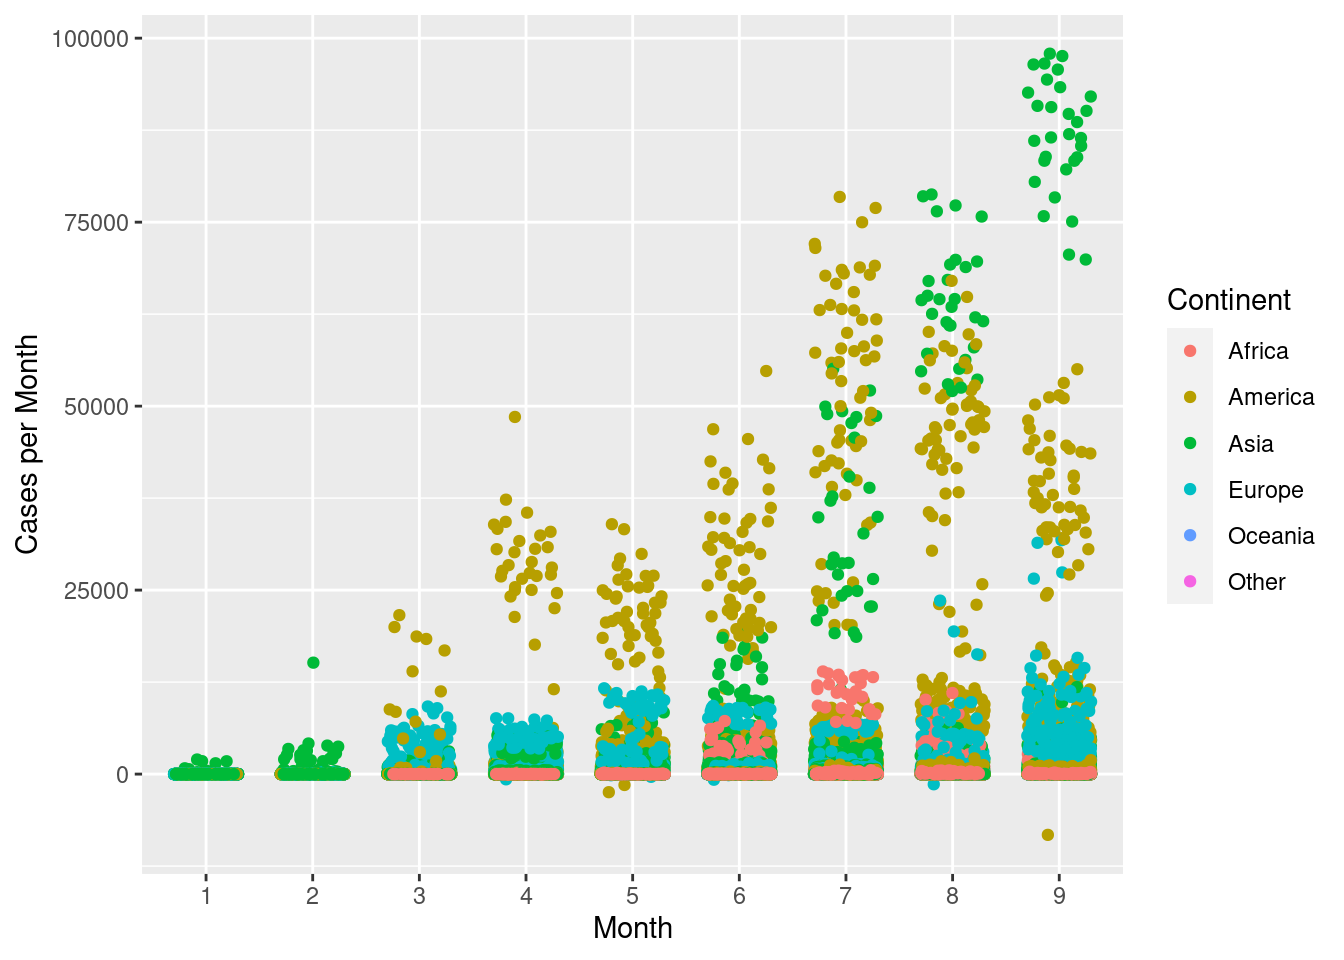 100000
75000
50000
25000
0
Cases per Month
1 2 3 4 5 6 7 8 9
Month
Continent
Africa
America
Asia
Europe
Oceania
Other